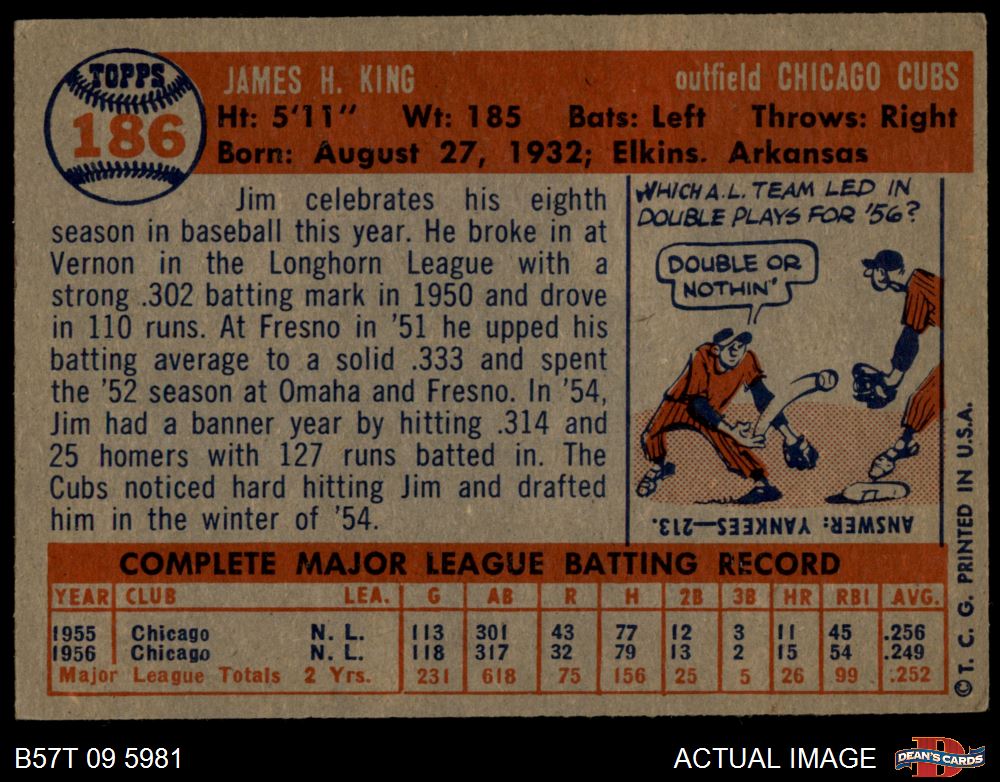 TOPPS
186
JAMES H. KING
outfield CHICAGO CUBS
Ht: 5'11" Wt: 185 Bats: Left Throws: Right
Born: August 27, 1932; Elkins. Arkansas
Jim celebrates his eighth
season in baseball this year. He broke in at
Vernon in the Longhorn League with a
strong .302 batting mark in 1950 and drove
in 110 runs. At Fresno in '51 he upped his
batting average to a solid .333 and spent
the '52 season at Omaha and Fresno. In '54,
Jim had a banner year by hitting .314 and
25 homers with 127 runs batted in. The
Cubs noticed hard hitting Jim and drafted
him in the winter of '54.
WHICH A.L. TEAM LED IN
DOUBLE PLAYS FOR '56?
DOUBLE OR
NOTHIN"
ANSWER: YANKEES—213.
COMPLETE MAJOR LEAGUE BATTING RECORD
YEAR CLUB LEA. G AB R H 2B 3B HR RBI AVG.
1955 Chicago N. L. 113 301 43 77 12 3 11 45 .256
1956 Chicago N. L. 118 317 32 79 13 2 15 54 .249
Major League Totals 2 Yrs. 231 618 75 156 25 5 26 99 .252
©T. C. G. PRINTED IN U.S.A.
B57T 09 5981
ACTUAL IMAGE
D
DEAN'S CARDS